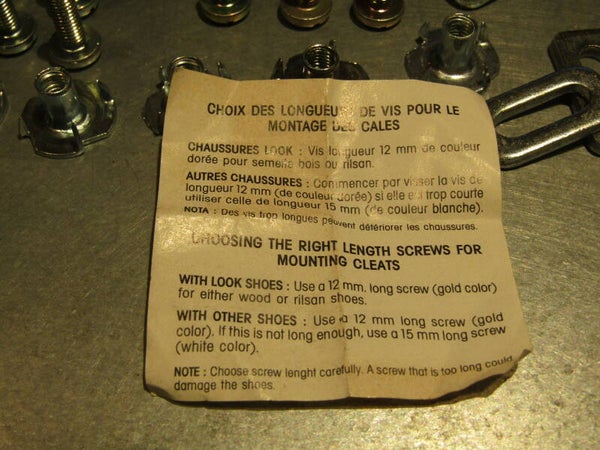 CHOIX DES LONGUEURS DE VIS POUR LE
MONTAGE DES CALES
CHAUSSURES LOOK : Vis longueur 12 mm de couleur
dorée pour semelle bois ou rilsan.
AUTRES CHAUSSURES : Commencer par visser la vis de
longueur 12 mm (de couleur dorée) si elle est trop courte
utiliser celle de longueur 15 mm (de couleur blanche).
NOTA : Des vis trop longues peuvent détériorer les chaussures.
CHOOSING THE RIGHT LENGTH SCREWS FOR
MOUNTING CLEATS
WITH LOOK SHOES : Use a 12 mm. long screw (gold color)
for either wood or rilsan shoes.
WITH OTHER SHOES : Use a 12 mm long screw (gold
color). If this is not long enough, use a 15 mm long screw
(white color).
NOTE : Choose screw lenght carefully. A screw that is too long could
damage the shoes.